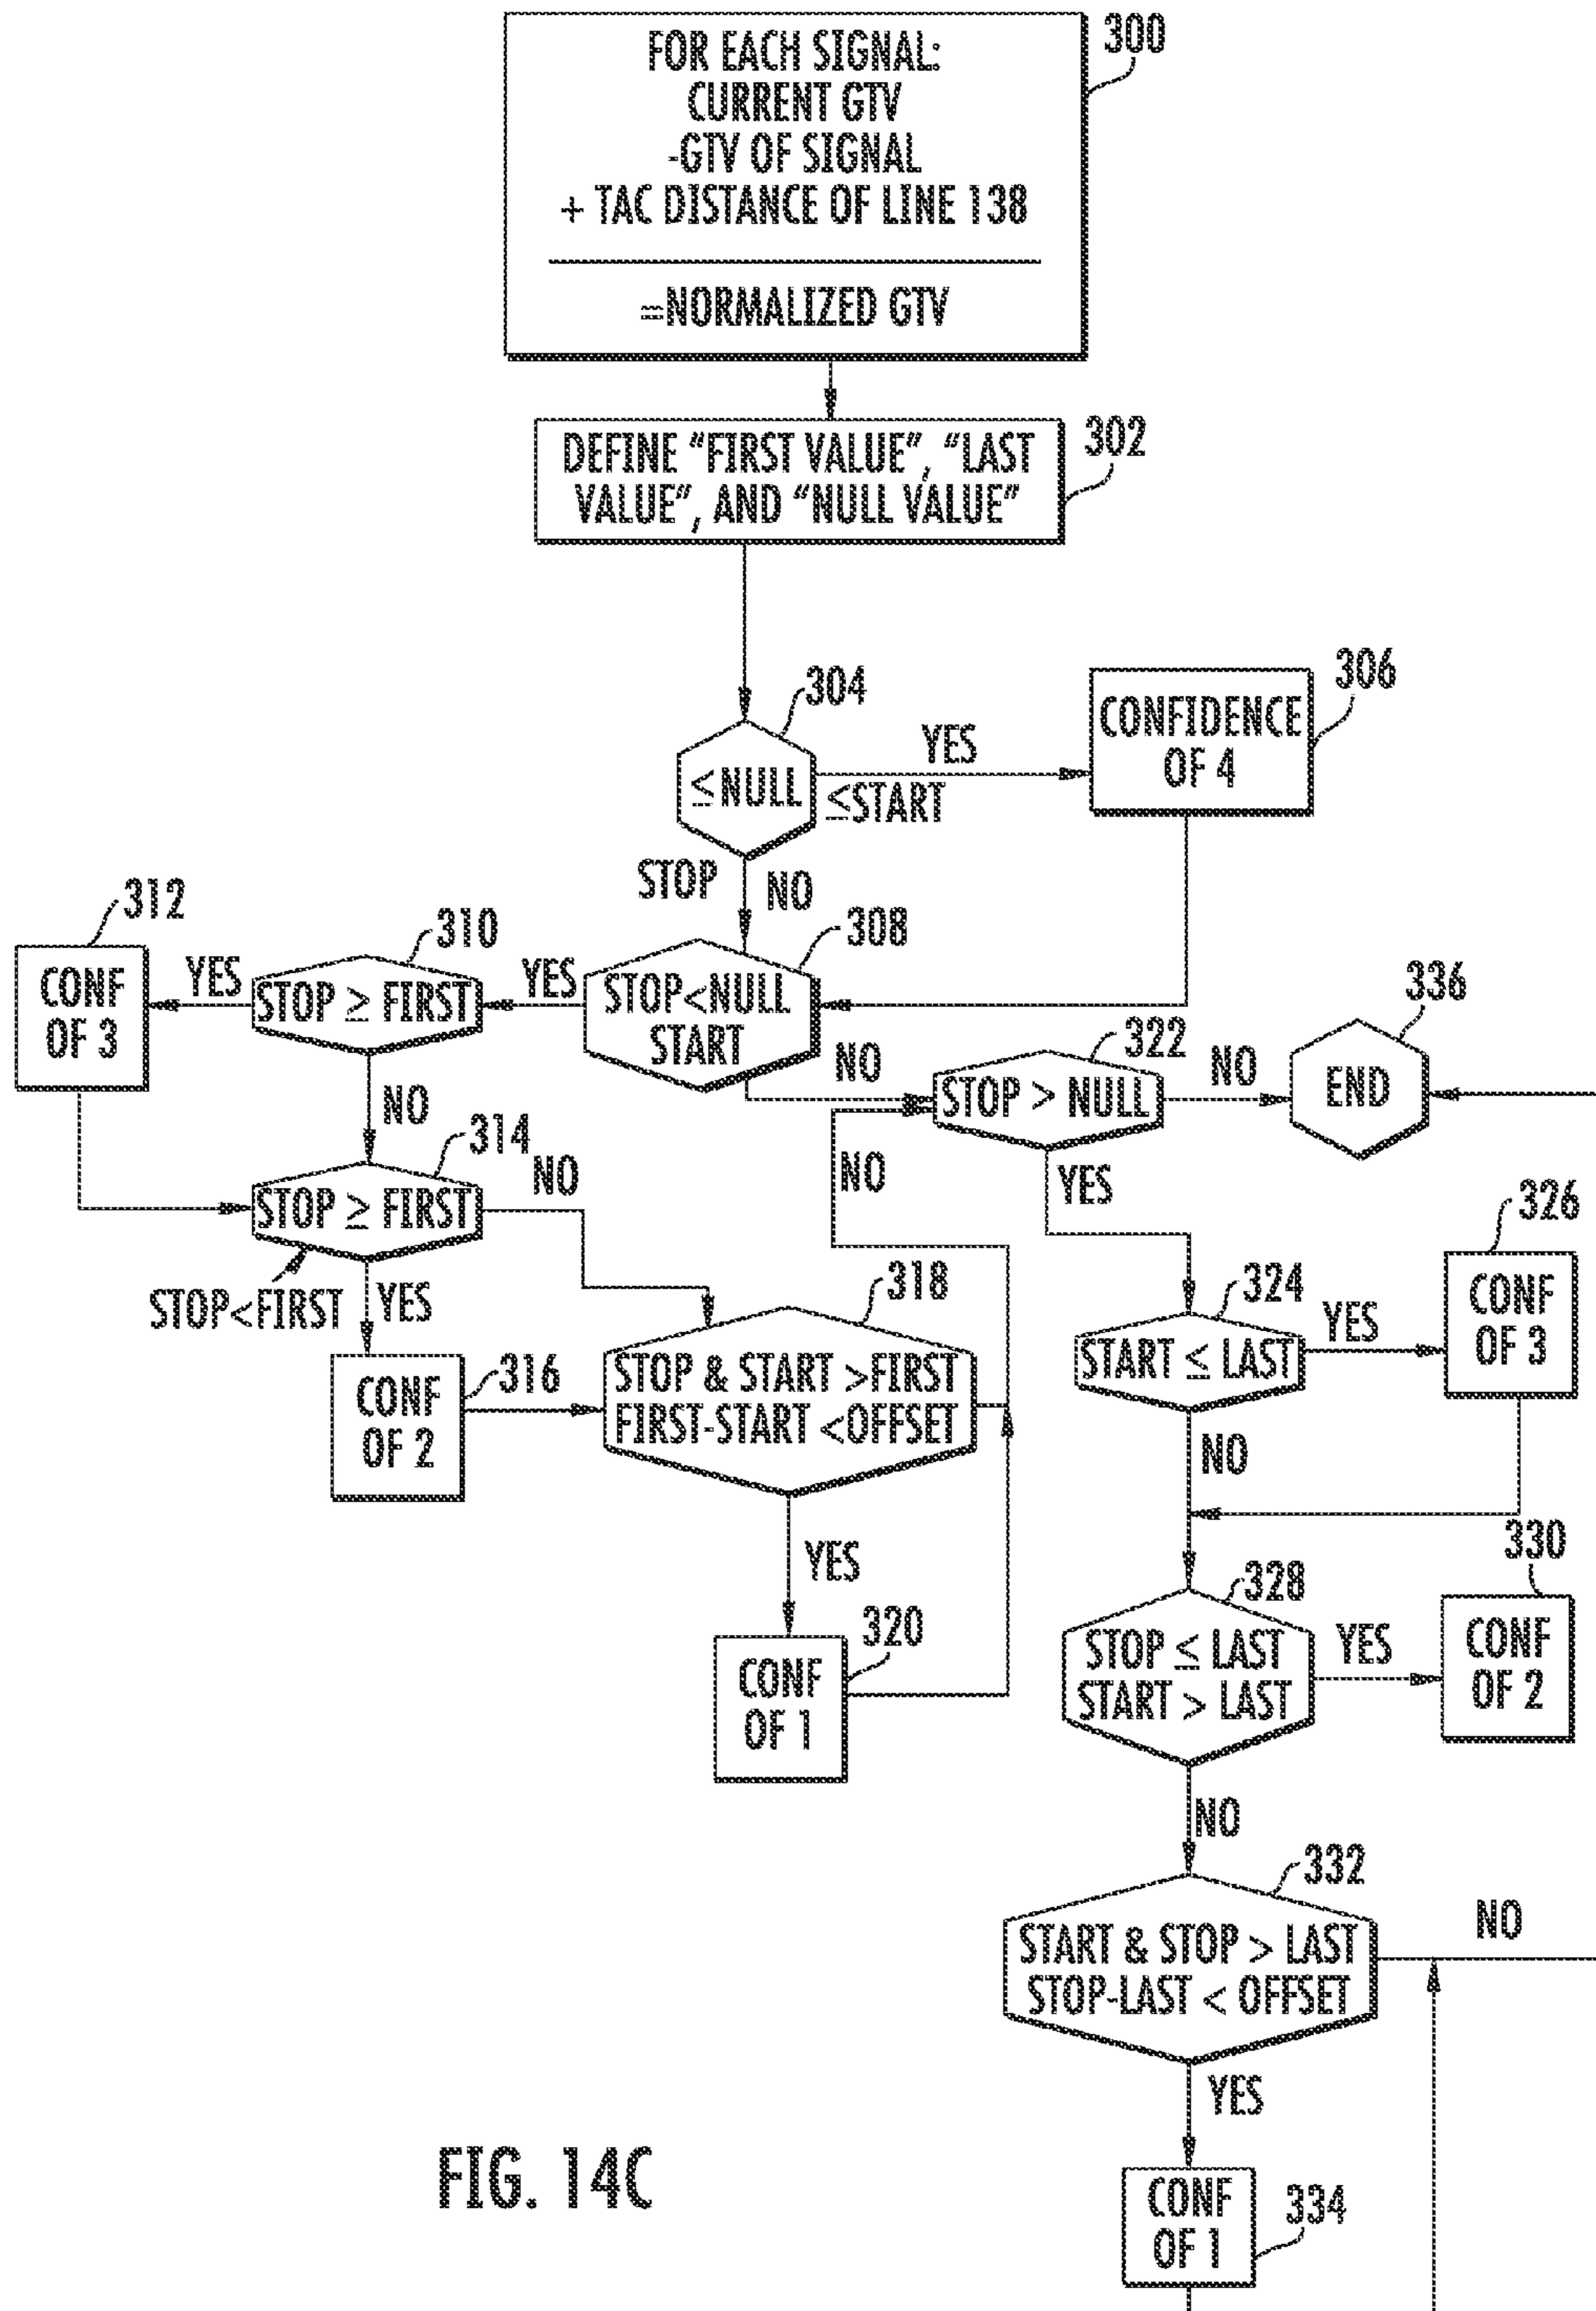 FOR EACH SIGNAL:
CURRENT GTV
-GTV OF SIGNAL
+ TAC DISTANCE OF LINE 138
=NORMALIZED GTV
300
DEFINE "FIRST VALUE", "LAST
VALUE", AND "NULL VALUE"
302
304
≤NULL
YES
≤START
CONFIDENCE
OF 4
306
STOP
NO
308
STOP<NULL
START
YES
310
STOP ≥ FIRST
YES
312
CONF
OF 3
NO
NO
322
STOP > NULL
NO
336
END
314
STOP ≥ FIRST
NO
STOP<FIRST
YES
NO
YES
316
CONF
OF 2
318
STOP & START >FIRST
FIRST-START <OFFSET
YES
320
CONF
OF 1
324
START ≤ LAST
YES
326
CONF
OF 3
NO
328
STOP ≤ LAST
START > LAST
YES
330
CONF
OF 2
NO
332
START & STOP > LAST
STOP-LAST < OFFSET
NO
YES
CONF
OF 1
334
FIG. 14C